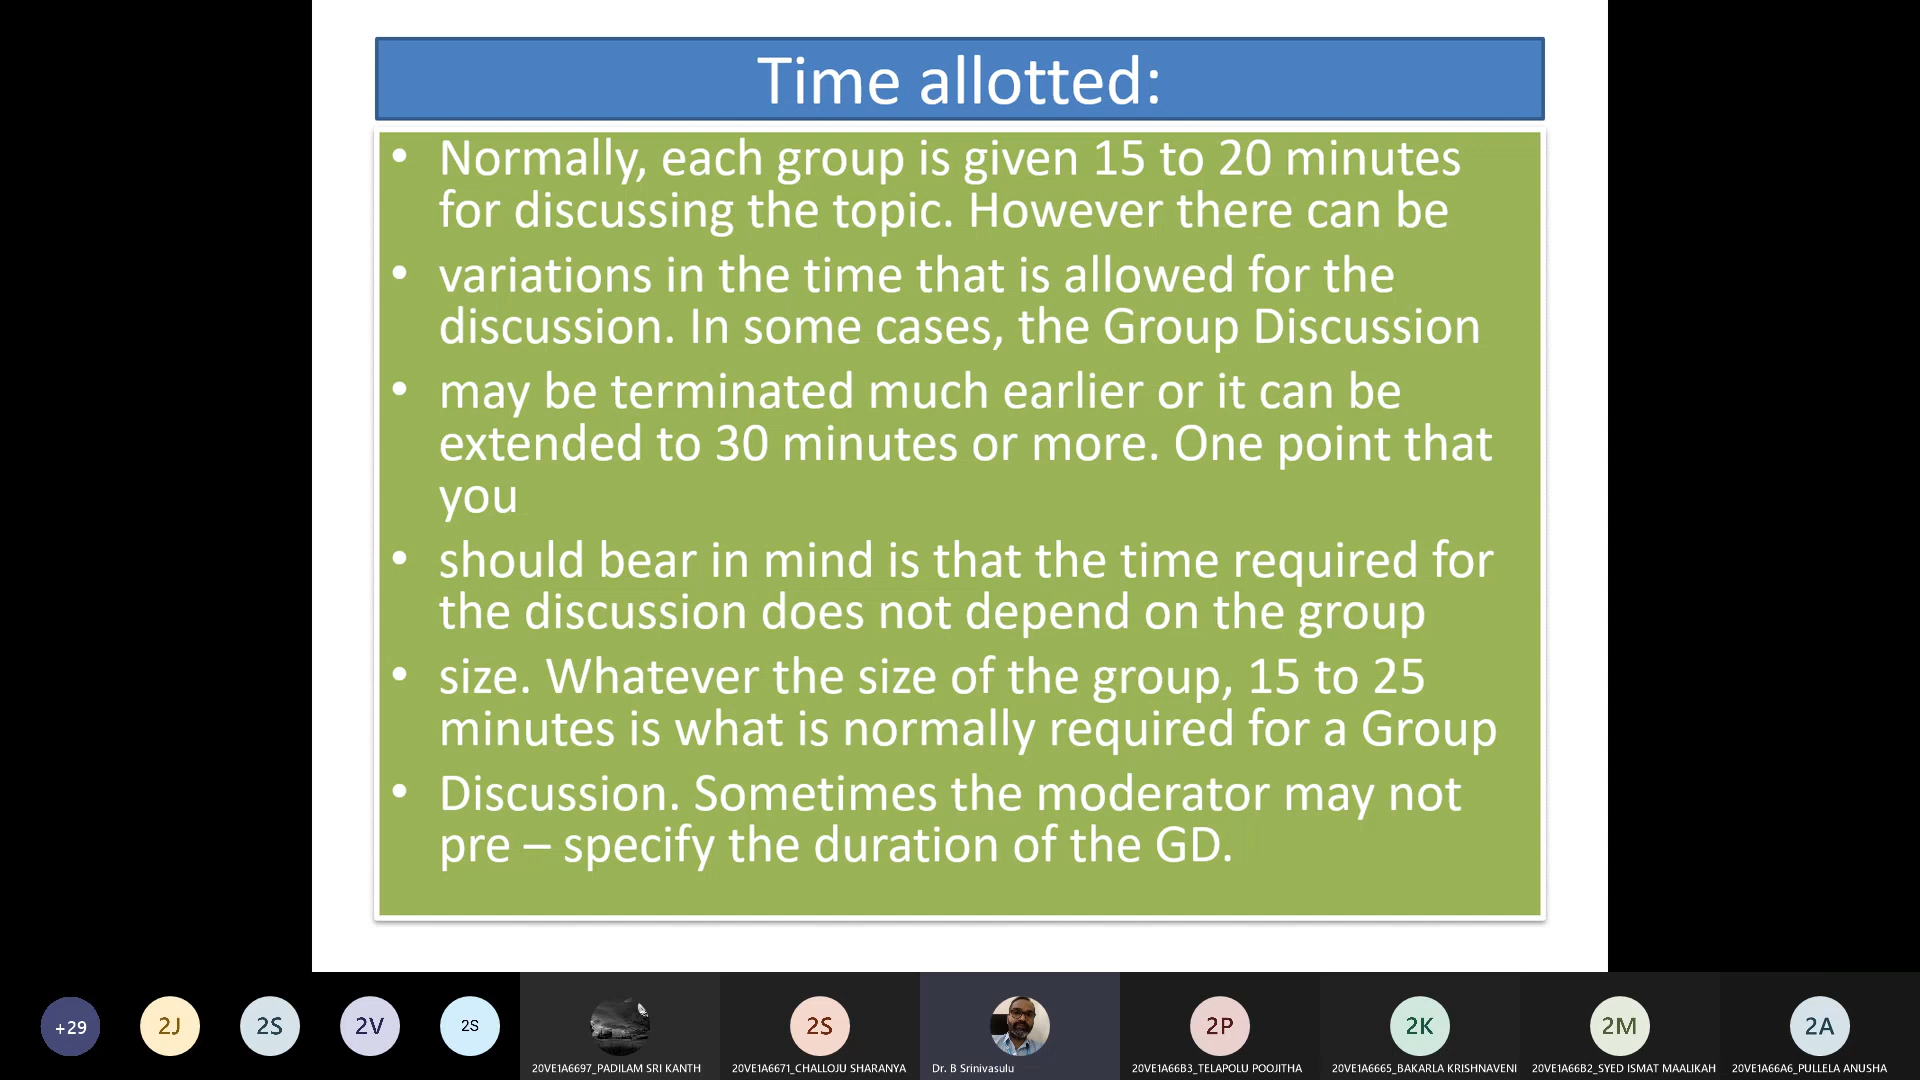 Time allotted:
• Normally, each group is given 15 to 20 minutes
for discussing the topic. However there can be
• variations in the time that is allowed for the
discussion. In some cases, the Group Discussion
• may be terminated much earlier or it can be
extended to 30 minutes or more. One point that
you
• should bear in mind is that the time required for
the discussion does not depend on the group
• size. Whatever the size of the group, 15 to 25
minutes is what is normally required for a Group
• Discussion. Sometimes the moderator may not
pre – specify the duration of the GD.
+29
2J
2S
2V
2S
2S
2P
2K
2M
2A
20VE1A6697_PADILAM SRI KANTH
20VE1A6671_CHALLOJU SHARANYA
Dr. B Srinivasulu
20VE1A66B3_TELAPOLU POOJITHA
20VE1A6665_BAKARLA KRISHNAVENI
20VE1A66B2_SYED ISMAT MAALIKAH
20VE1A66A6_PULLELA ANUSHA